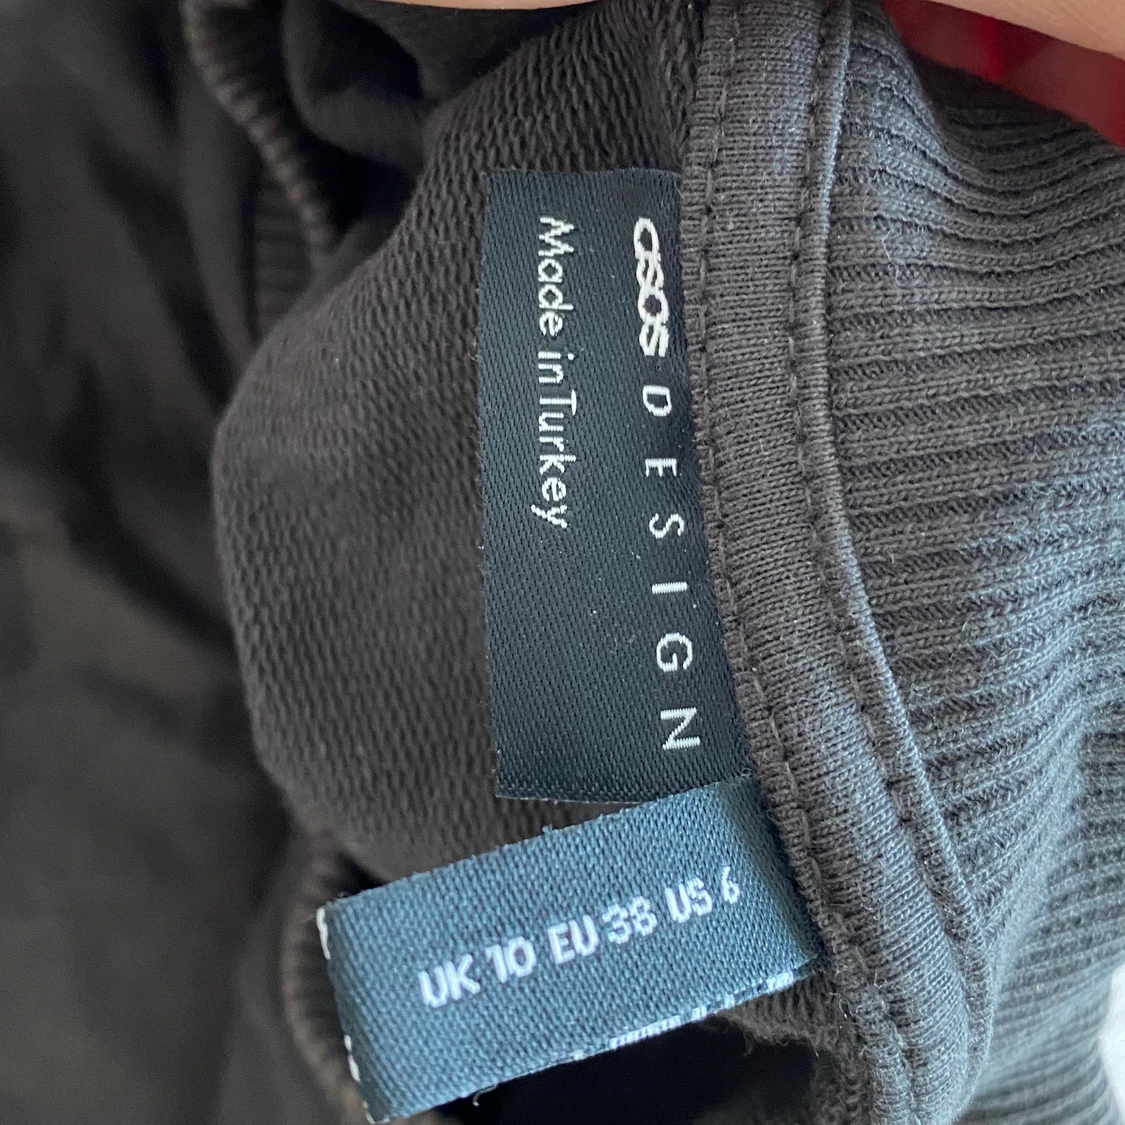 asos DESIGN
Made in Turkey
UK 10 EU 38 US 6